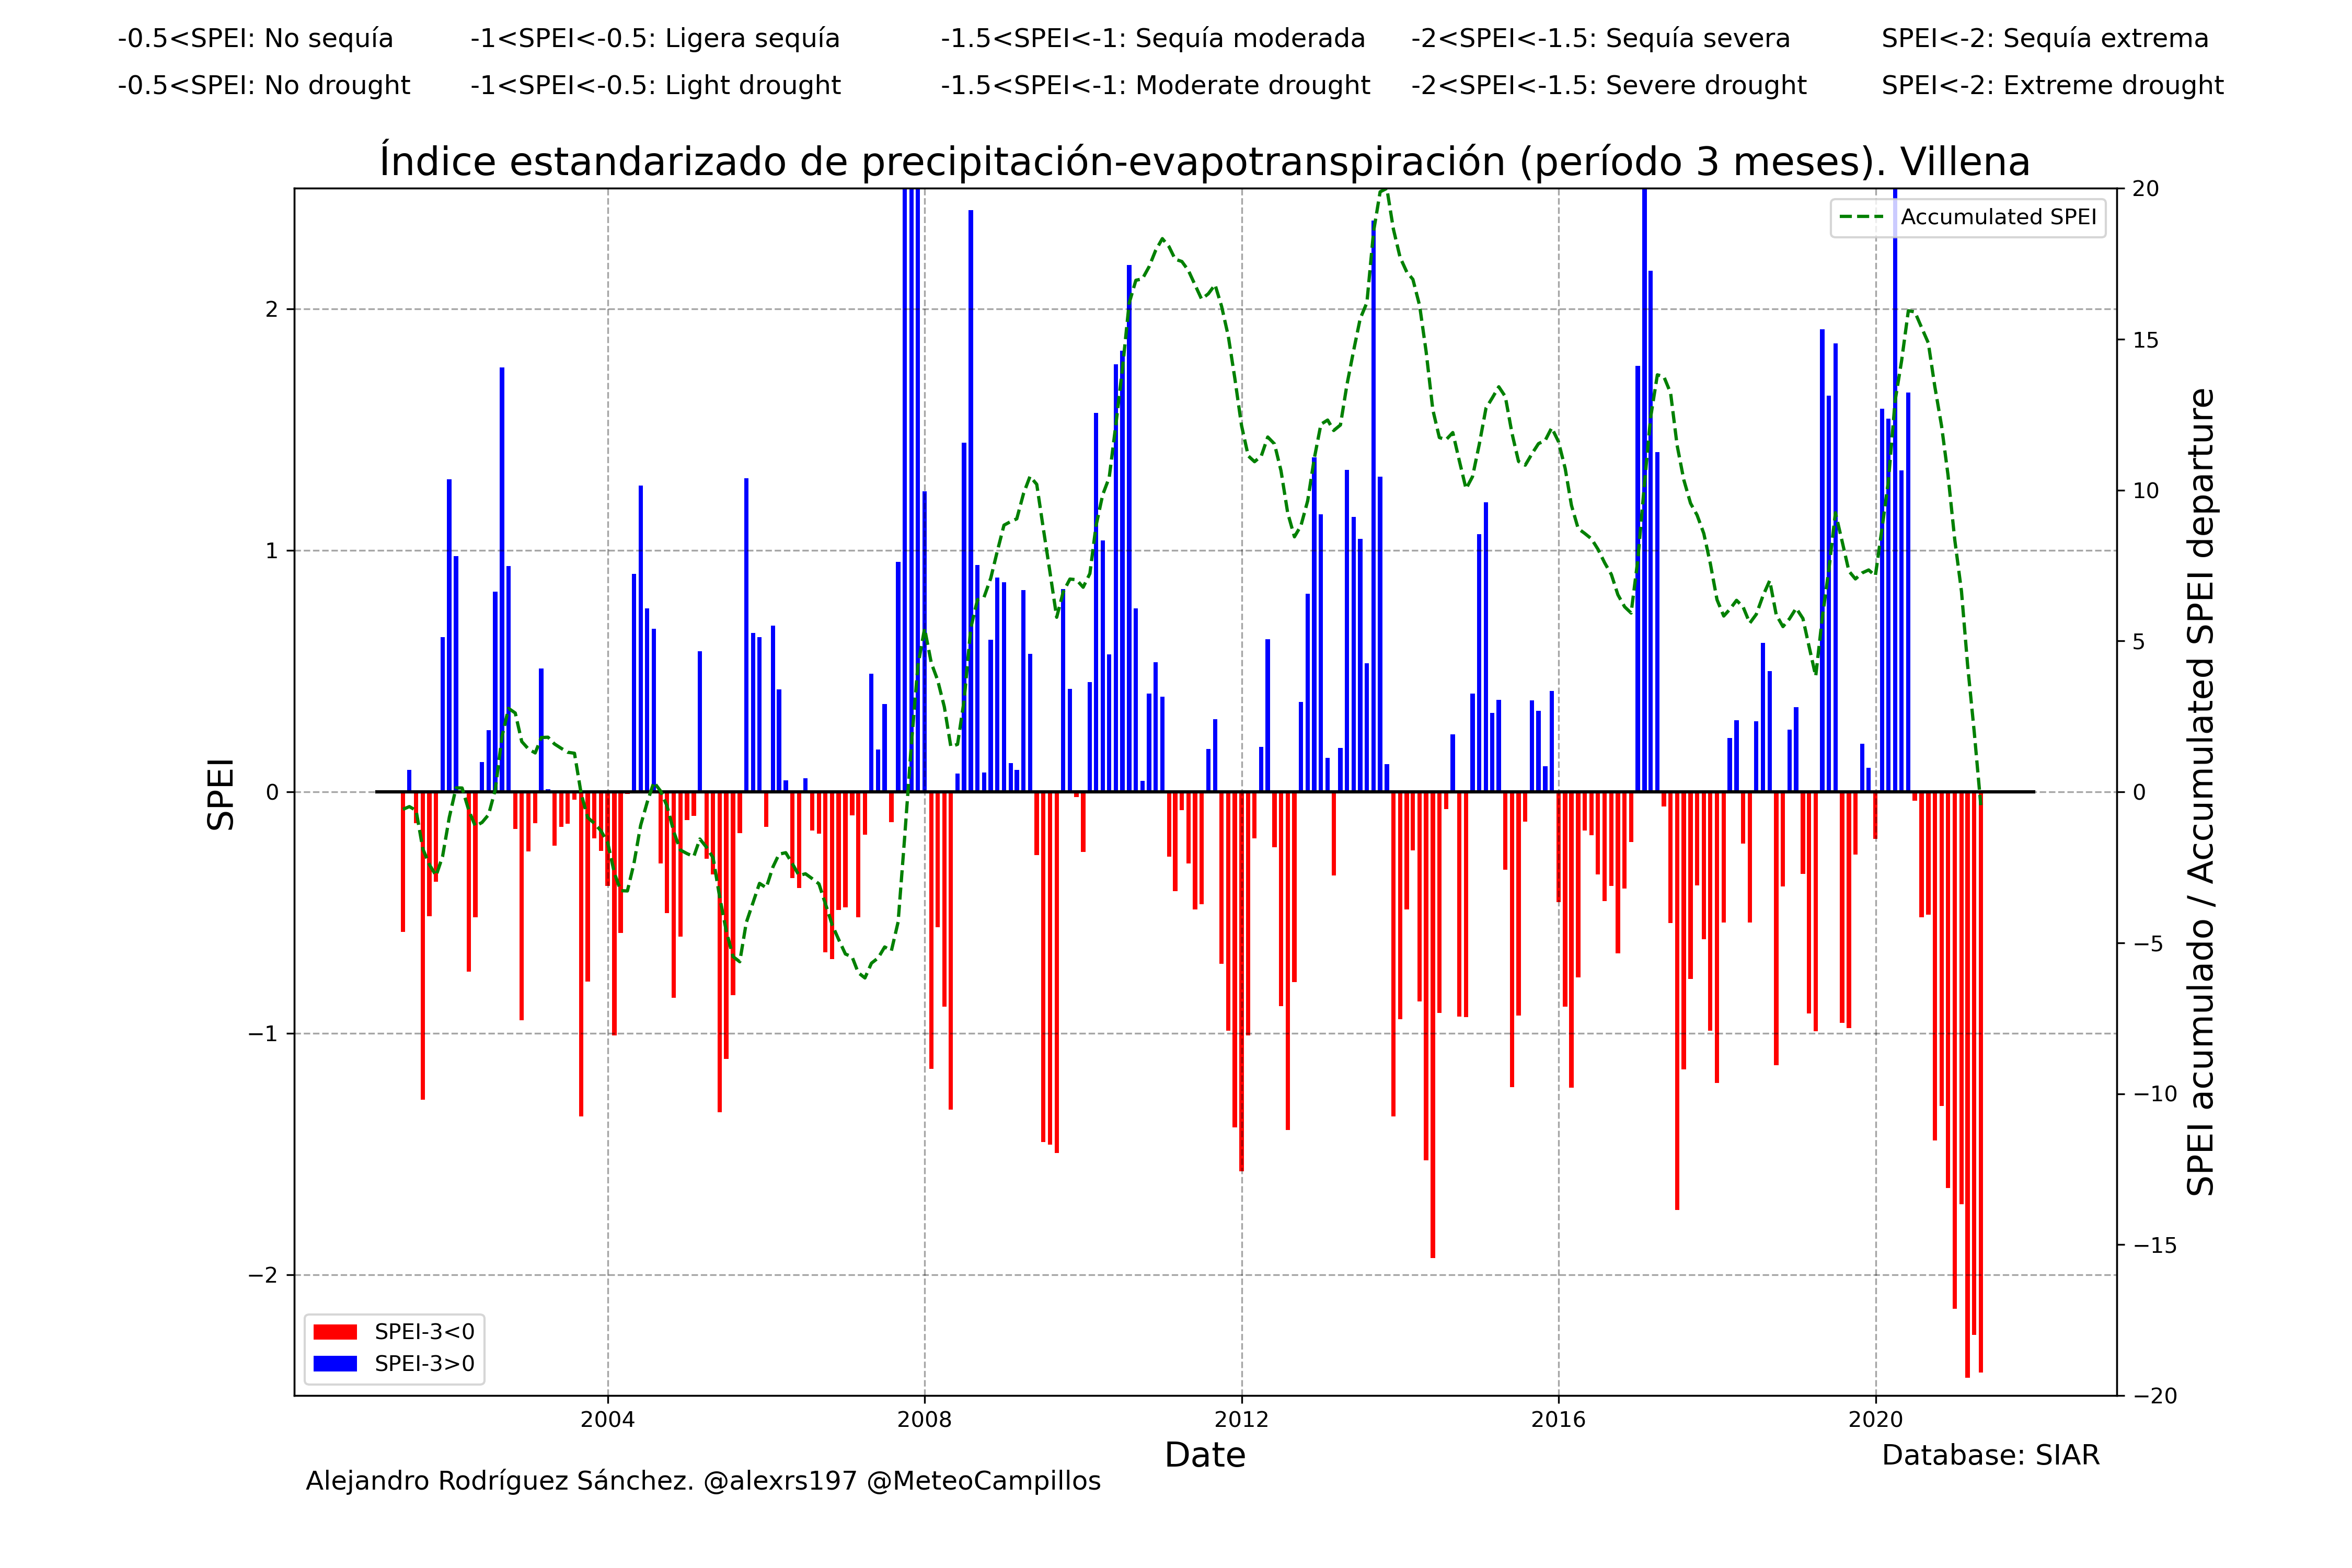 -0.5<SPEI: No sequía -1<SPEI<-0.5: Ligera sequía -1.5<SPEI<-1: Sequía moderada -2<SPEI<-1.5: Sequía severa SPEI<-2: Sequía extrema
-0.5<SPEI: No drought -1<SPEI<-0.5: Light drought -1.5<SPEI<-1: Moderate drought -2<SPEI<-1.5: Severe drought SPEI<-2: Extreme drought
Índice estandarizado de precipitación-evapotranspiración (período 3 meses). Villena
Accumulated SPEI
SPEI
2
1
0
−1
−2
20
15
10
5
0
−5
−10
−15
−20
SPEI acumulado / Accumulated SPEI departure
SPEI-3<0
SPEI-3>0
2004 2008 2012 2016 2020
Date
Database: SIAR
Alejandro Rodríguez Sánchez. @alexrs197 @MeteoCampillos